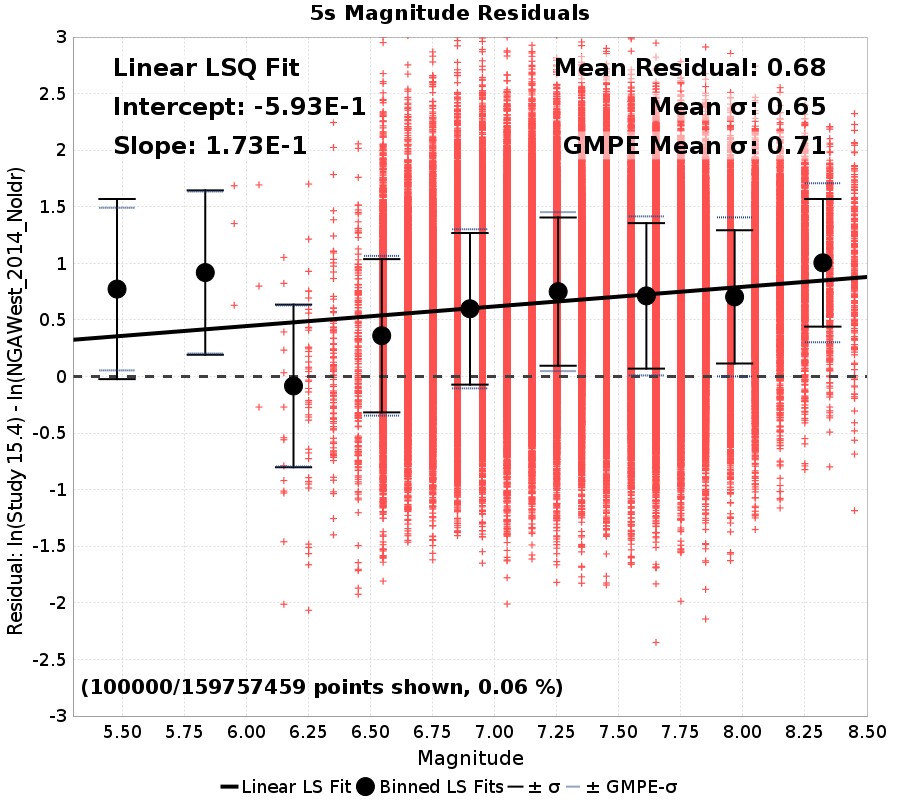 5s Magnitude Residuals
Residual: ln(Study 15.4) - ln(NGAWest_2014_NoIdr)
3
2.5
2
1.5
1
0.5
0
-0.5
-1
-1.5
-2
-2.5
-3
Linear LSQ Fit
Intercept: -5.93E-1
Slope: 1.73E-1
Mean Residual: 0.68
Mean σ: 0.65
GMPE Mean σ: 0.71
(100000/159757459 points shown, 0.06 %)
5.50 5.75 6.00 6.25 6.50 6.75 7.00 7.25 7.50 7.75 8.00 8.25 8.50
Magnitude
Linear LS Fit Binned LS Fits ± σ ± GMPE-σ